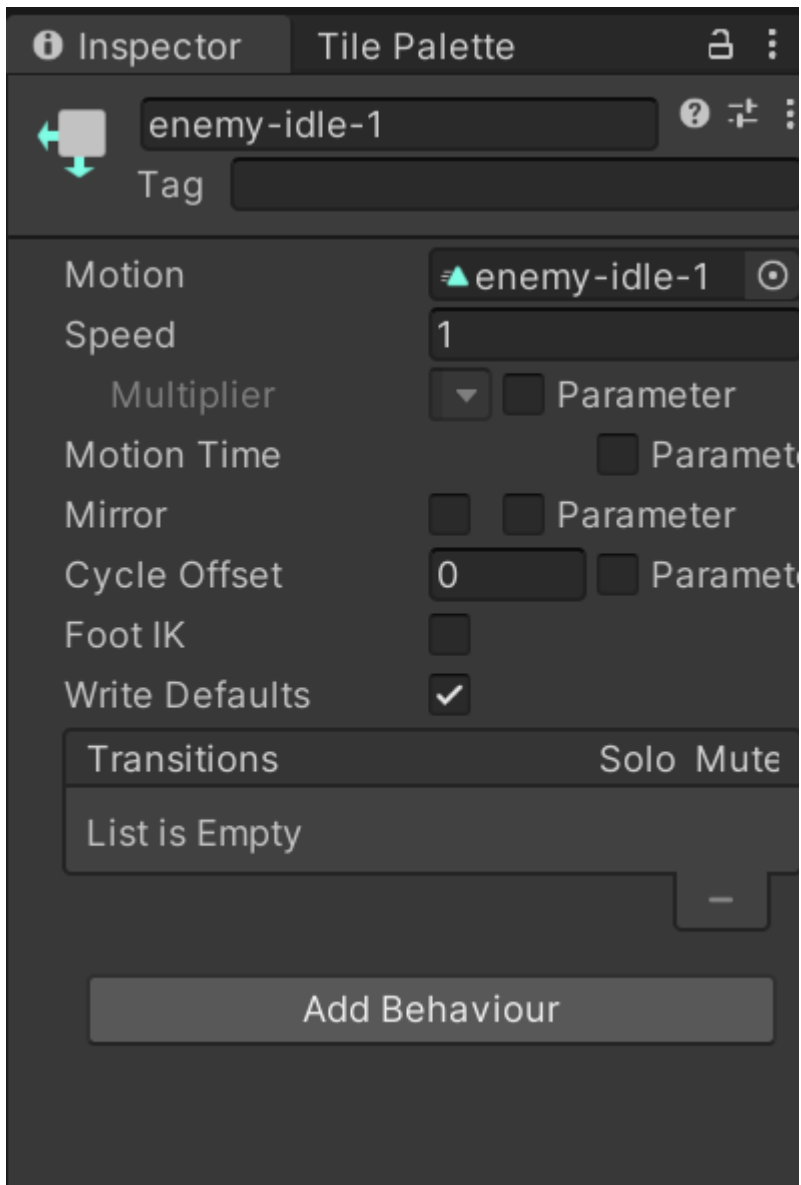 Inspector Tile Palette
enemy-idle-1
Tag
Motion enemy-idle-1
Speed 1
Multiplier Parameter
Motion Time Paramete
Mirror Parameter
Cycle Offset 0 Paramete
Foot IK
Write Defaults
Transitions Solo Mute
List is Empty
Add Behaviour